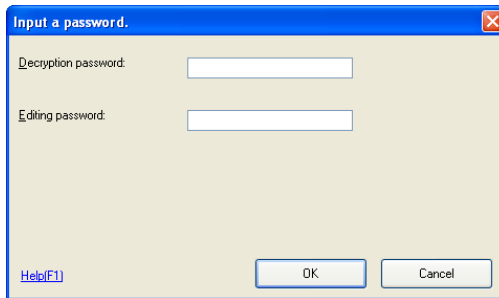 Input a password.
Decryption password:
Editing password:
Help(F1)
OK
Cancel